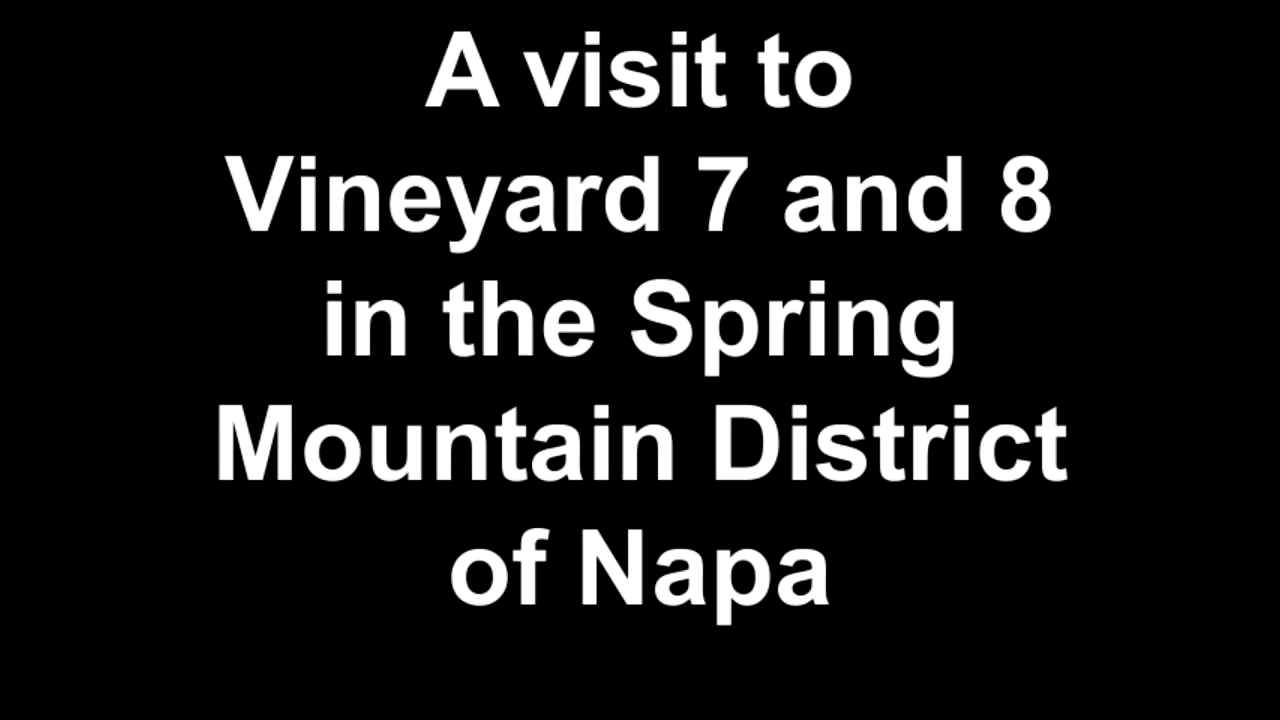 A visit to
Vineyard 7 and 8
in the Spring
Mountain District
of Napa